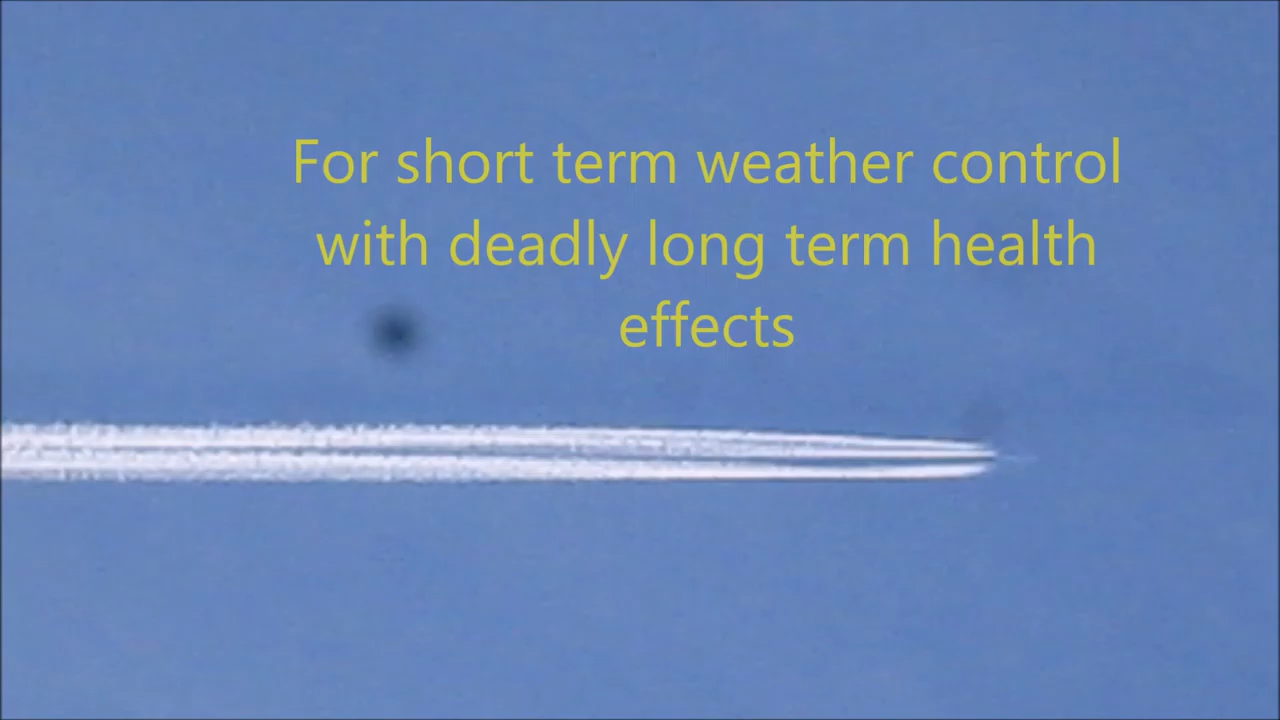 For short term weather control
with deadly long term health
effects